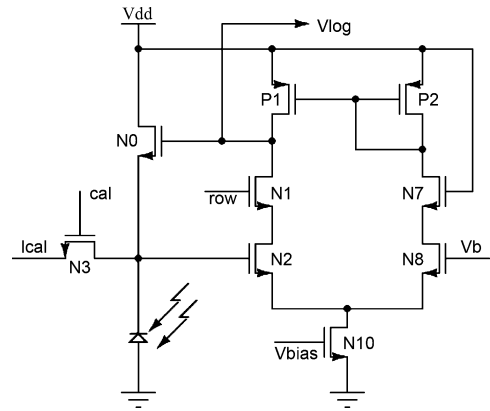 Vdd
Vlog
P1
P2
N0
cal
row
N1
N7
Ical
N3
N2
N8
Vb
Vbias
N10